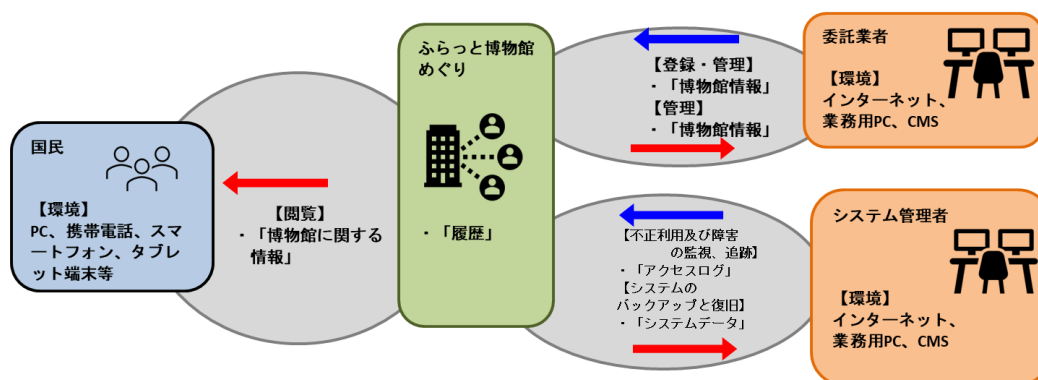 国民
【環境】
PC、携帯電話、スマ
ートフォン、タブレ
ット端末等
【閲覧】
・「博物館に関する
情報」
ふらっと博物館
めぐり
・「履歴」
【登録・管理】
・「博物館情報」
【管理】
・「博物館情報」
委託業者
【環境】
インターネット、
業務用PC、CMS
【不正利用及び障害
の監視、追跡】
・「アクセスログ」
【システムの
バックアップと復旧】
・「システムデータ」
システム管理者
【環境】
インターネット、
業務用PC、CMS